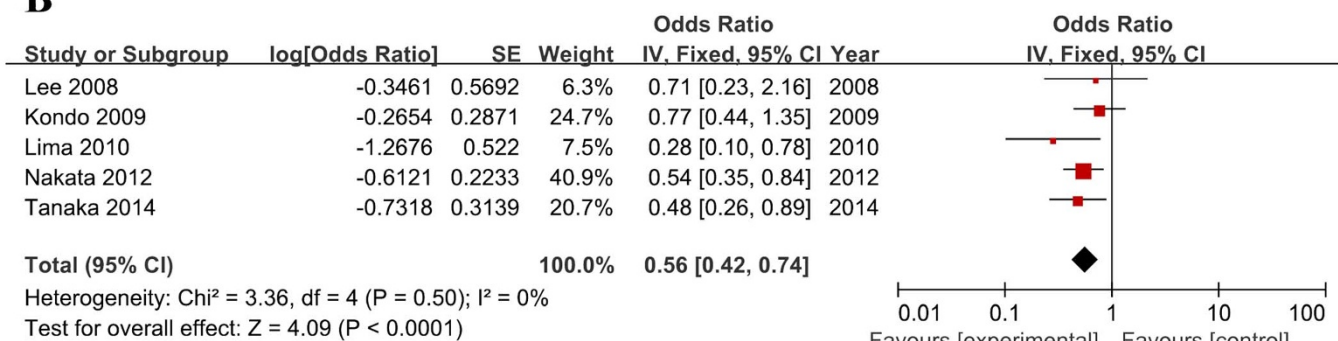 B
Odds Ratio Odds Ratio
Study or Subgroup log[Odds Ratio] SE Weight IV, Fixed, 95% CI Year IV, Fixed, 95% CI
Lee 2008 -0.3461 0.5692 6.3% 0.71 [0.23, 2.16] 2008
Kondo 2009 -0.2654 0.2871 24.7% 0.77 [0.44, 1.35] 2009
Lima 2010 -1.2676 0.522 7.5% 0.28 [0.10, 0.78] 2010
Nakata 2012 -0.6121 0.2233 40.9% 0.54 [0.35, 0.84] 2012
Tanaka 2014 -0.7318 0.3139 20.7% 0.48 [0.26, 0.89] 2014
Total (95% CI) 100.0% 0.56 [0.42, 0.74]
Heterogeneity: Chi² = 3.36, df = 4 (P = 0.50); I² = 0%
Test for overall effect: Z = 4.09 (P < 0.0001)
0.01 0.1 1 10 100
Favours [experimental] Favours [control]